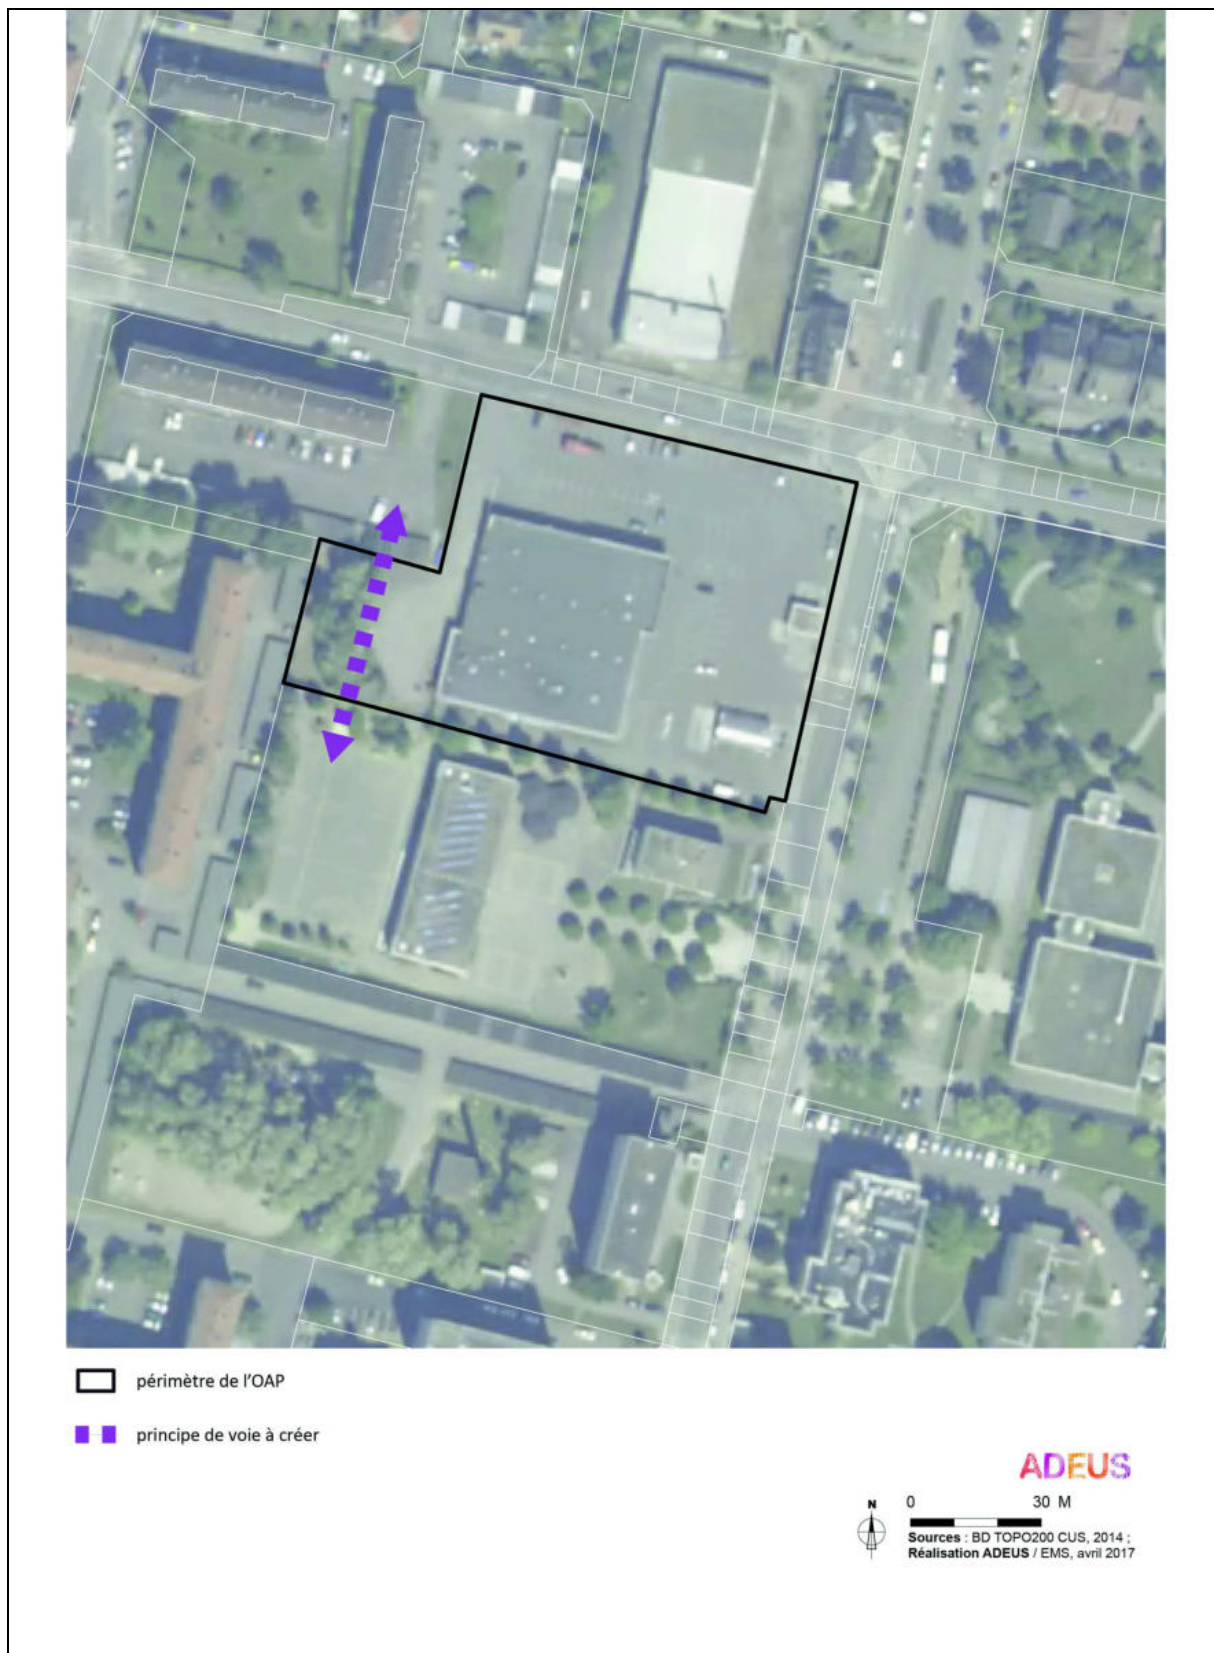 périmètre de l'OAP
principe de voie à créer
ADEUS
N
0 30 M
Sources : BD TOPO200 CUS, 2014 ;
Réalisation ADEUS / EMS, avril 2017